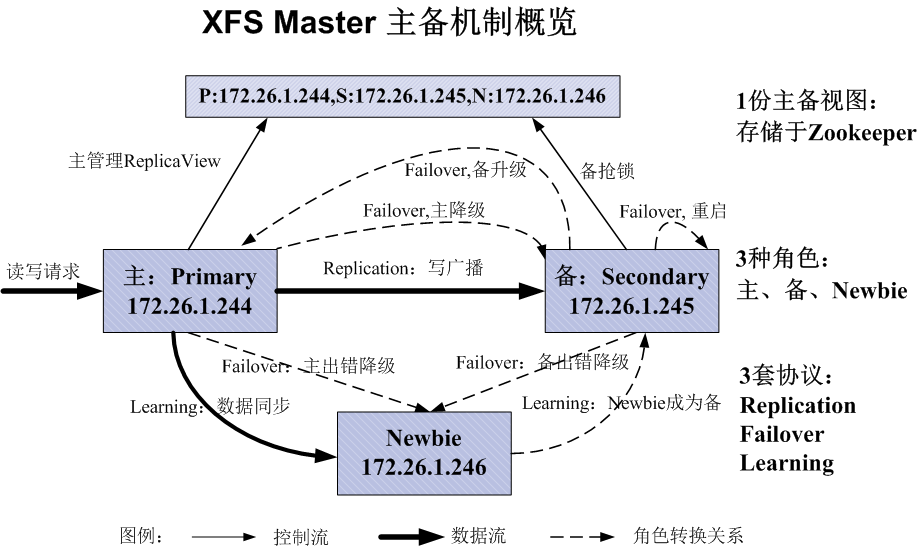 XFS Master 主备机制概览
P:172.26.1.244,S:172.26.1.245,N:172.26.1.246
1份主备视图：
存储于Zookeeper
主管理ReplicaView
Failover,备升级
备抢锁
Failover,主降级
Failover, 重启
读写请求
主：Primary
172.26.1.244
Replication：写广播
备：Secondary
172.26.1.245
3种角色：
主、备、Newbie
Failover：主出错降级
Failover：备出错降级
Learning：数据同步
Learning：Newbie成为备
3套协议：
Replication
Failover
Learning
Newbie
172.26.1.246
图例：
控制流
数据流
角色转换关系